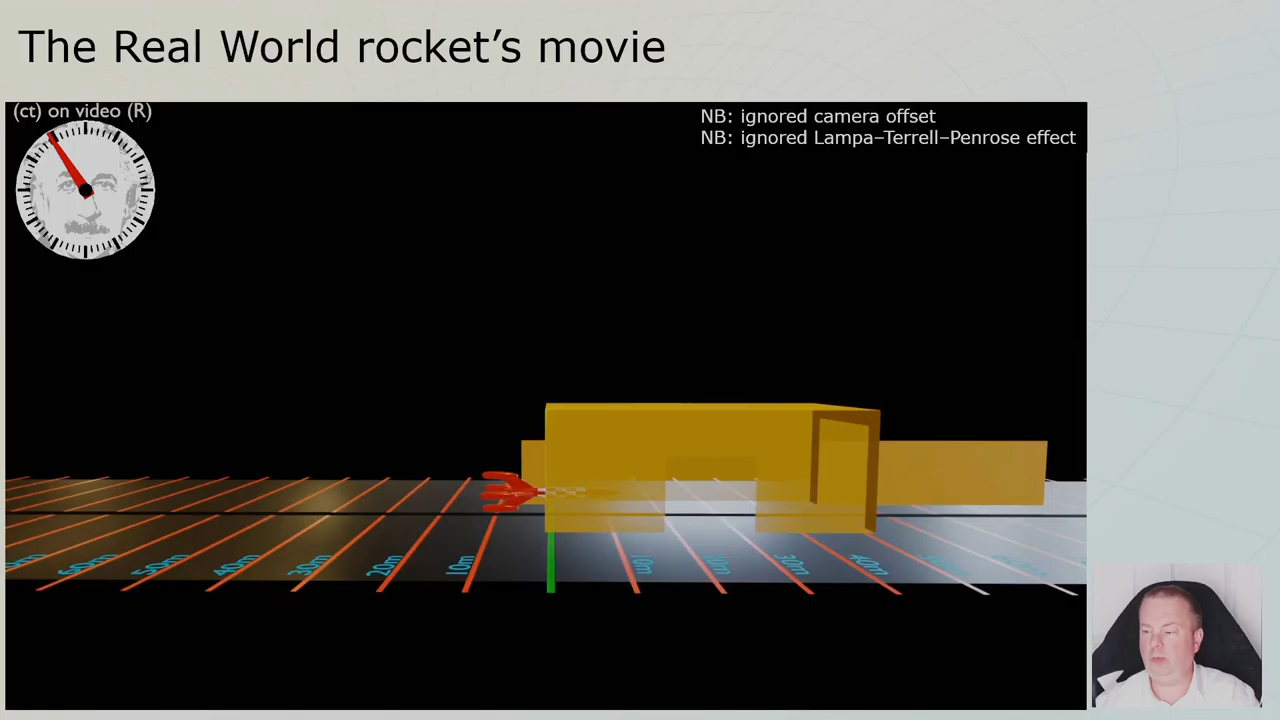 The Real World rocket’s movie
(ct) on video (R)
NB: ignored camera offset
NB: ignored Lampa–Terrell–Penrose effect
60m
50m
40m
30m
20m
10m
10m
30m
40m